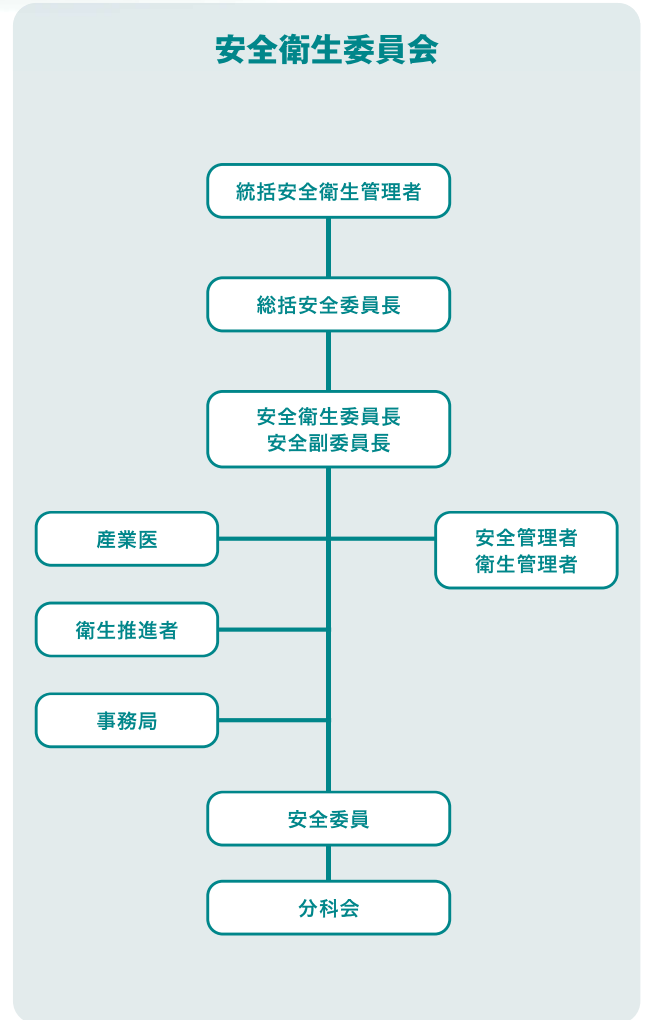 安全衛生委員会
統括安全衛生管理者
総括安全委員長
安全衛生委員長
安全副委員長
産業医
安全管理者
衛生管理者
衛生推進者
事務局
安全委員
分科会